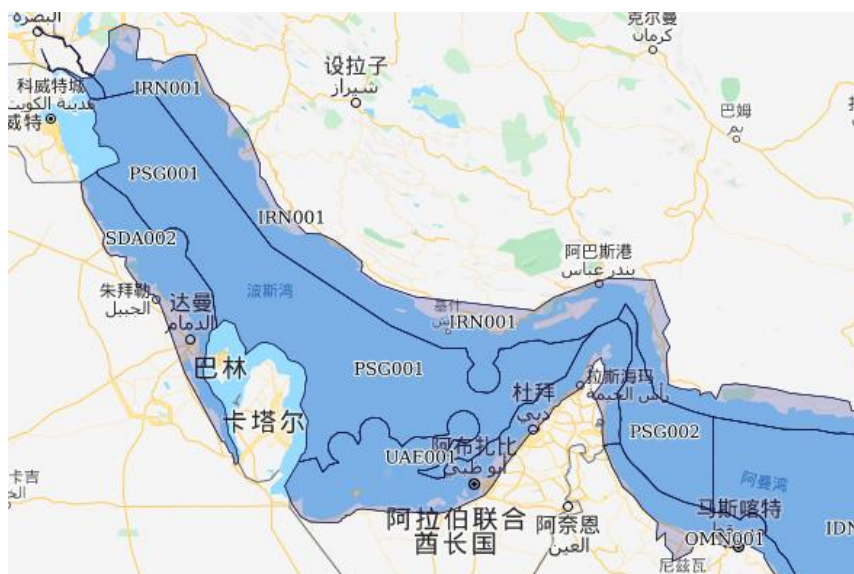 البصرة
克尔曼
كرمان
科威特城
مدينة الكويت
威特
IRN001
设拉子
شیراز
巴姆
بم
PSG001
IRN001
SDA002
阿巴斯港
بندر عباس
朱拜勒
الجبيل
达曼
الدمام
波斯湾
基什
IRN001
巴林
PSG001
杜拜
دبي
拉斯海玛
رأس الخيمة
卡塔尔
阿布扎比
أبو ظبي
UAE001
PSG002
卡吉
阿曼湾
马斯喀特
阿拉伯联合
酋长国
阿奈恩
العين
OMN001
IDN
尼兹瓦